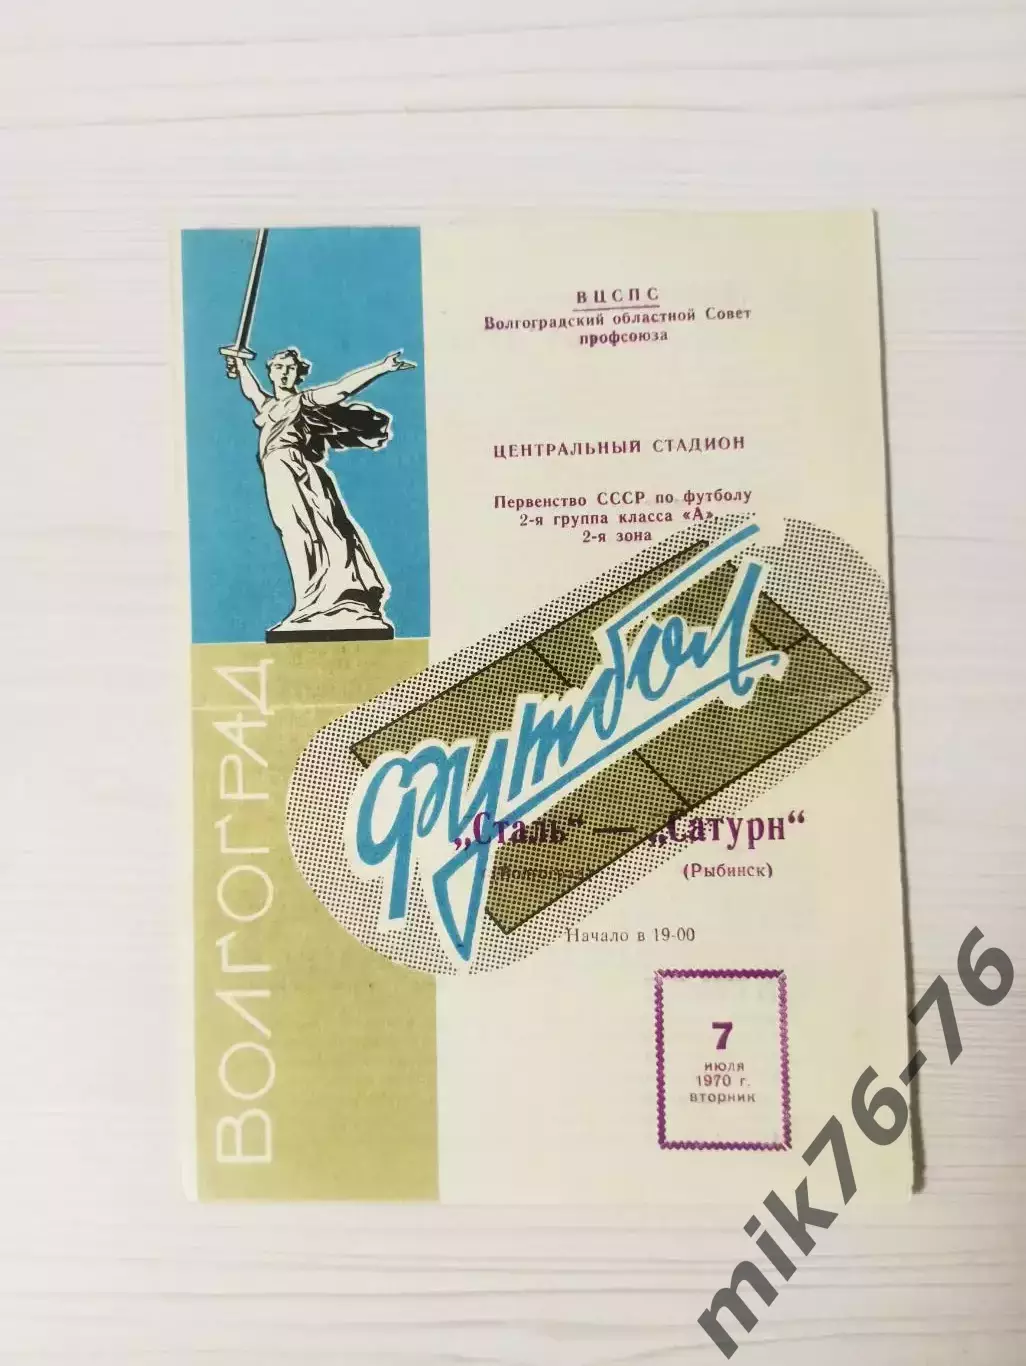 ВЦСПС
Волгоградский областной Совет
профсоюза
ЦЕНТРАЛЬНЫЙ СТАДИОН
Первенство СССР по футболу
2-я группа класса «А»,
2-я зона
футбол
„Сталь“ — „Сатурн“
(Рыбинск)
Начало в 19-00
7
июля
1970 г.
вторник
ВОЛГОГРАД
mik76-76